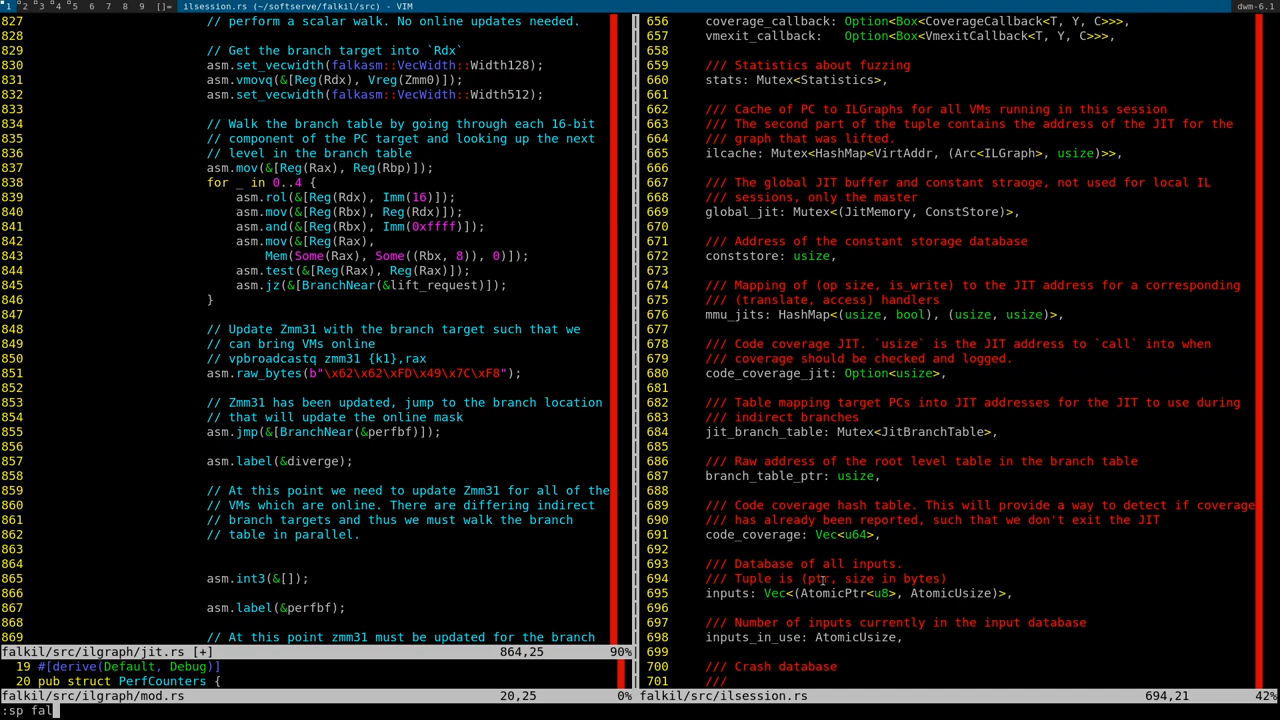 1 2 3 4 5 6 7 8 9 []= ilsession.rs (~/softserve/falkil/src) - VIM dwm-6.1
827 // perform a scalar walk. No online updates needed.
828
829 // Get the branch target into `Rdx`
830 asm.set_vecwidth(falkasm::VecWidth::Width128);
831 asm.vmovq(&[Reg(Rdx), Vreg(Zmm0)]);
832 asm.set_vecwidth(falkasm::VecWidth::Width512);
833
834 // Walk the branch table by going through each 16-bit
835 // component of the PC target and looking up the next
836 // level in the branch table
837 asm.mov(&[Reg(Rax), Reg(Rbp)]);
838 for _ in 0..4 {
839 asm.rol(&[Reg(Rdx), Imm(16)]);
840 asm.mov(&[Reg(Rbx), Reg(Rdx)]);
841 asm.and(&[Reg(Rbx), Imm(0xffff)]);
842 asm.mov(&[Reg(Rax),
843 Mem(Some(Rax), Some((Rbx, 8)), 0)]);
844 asm.test(&[Reg(Rax), Reg(Rax)]);
845 asm.jz(&[BranchNear(&lift_request)]);
846 }
847
848 // Update Zmm31 with the branch target such that we
849 // can bring VMs online
850 // vpbroadcastq zmm31 {k1},rax
851 asm.raw_bytes(b"\x62\x62\xFD\x49\x7C\xF8");
852
853 // Zmm31 has been updated, jump to the branch location
854 // that will update the online mask
855 asm.jmp(&[BranchNear(&perfbf)]);
856
857 asm.label(&diverge);
858
859 // At this point we need to update Zmm31 for all of the
860 // VMs which are online. There are differing indirect
861 // branch targets and thus we must walk the branch
862 // table in parallel.
863
864
865 asm.int3(&[]);
866
867 asm.label(&perfbf);
868
869 // At this point zmm31 must be updated for the branch
falkil/src/ilgraph/jit.rs [+] 864,25 90%
19 #[derive(Default, Debug)]
20 pub struct PerfCounters {
falkil/src/ilgraph/mod.rs 20,25 0%
:sp fal
656 coverage_callback: Option<Box<CoverageCallback<T, Y, C>>>,
657 vmexit_callback: Option<Box<VmexitCallback<T, Y, C>>>,
658
659 /// Statistics about fuzzing
660 stats: Mutex<Statistics>,
661
662 /// Cache of PC to ILGraphs for all VMs running in this session
663 /// The second part of the tuple contains the address of the JIT for the
664 /// graph that was lifted.
665 ilcache: Mutex<HashMap<VirtAddr, (Arc<ILGraph>, usize)>>,
666
667 /// The global JIT buffer and constant straoge, not used for local IL
668 /// sessions, only the master
669 global_jit: Mutex<(JitMemory, ConstStore)>,
670
671 /// Address of the constant storage database
672 conststore: usize,
673
674 /// Mapping of (op size, is_write) to the JIT address for a corresponding
675 /// (translate, access) handlers
676 mmu_jits: HashMap<(usize, bool), (usize, usize)>,
677
678 /// Code coverage JIT. `usize` is the JIT address to `call` into when
679 /// coverage should be checked and logged.
680 code_coverage_jit: Option<usize>,
681
682 /// Table mapping target PCs into JIT addresses for the JIT to use during
683 /// indirect branches
684 jit_branch_table: Mutex<JitBranchTable>,
685
686 /// Raw address of the root level table in the branch table
687 branch_table_ptr: usize,
688
689 /// Code coverage hash table. This will provide a way to detect if coverage
690 /// has already been reported, such that we don't exit the JIT
691 code_coverage: Vec<u64>,
692
693 /// Database of all inputs.
694 /// Tuple is (ptr, size in bytes)
695 inputs: Vec<(AtomicPtr<u8>, AtomicUsize)>,
696
697 /// Number of inputs currently in the input database
698 inputs_in_use: AtomicUsize,
699
700 /// Crash database
701 ///
falkil/src/ilsession.rs 694,21 42%